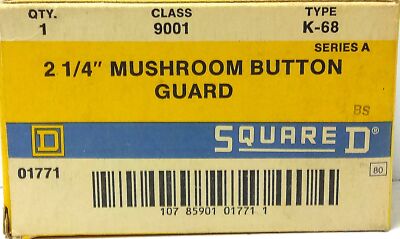 QTY. CLASS TYPE
1 9001 K-68
SERIES A
2 1/4" MUSHROOM BUTTON
GUARD
BS
D SQUARE D®
01771 80
107 85901 01771 1